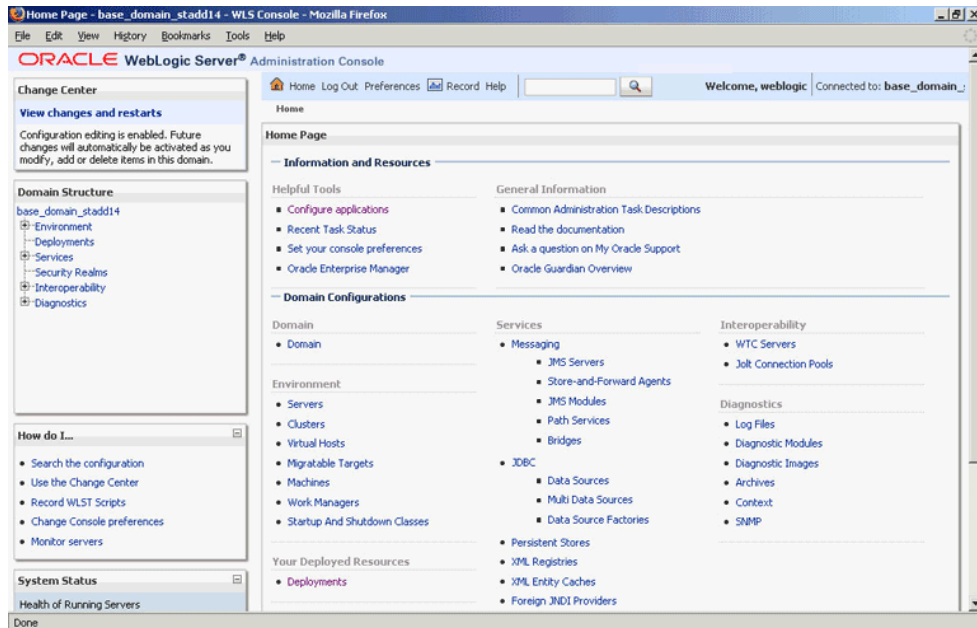 Home Page - base_domain_stadd14 - WLS Console - Mozilla Firefox
File Edit View History Bookmarks Tools Help
ORACLE WebLogic Server® Administration Console
Change Center
View changes and restarts
Configuration editing is enabled. Future
changes will automatically be activated as you
modify, add or delete items in this domain.
Domain Structure
base_domain_stadd14
Environment
Deployments
Services
Security Realms
Interoperability
Diagnostics
How do I...
Search the configuration
Use the Change Center
Record WLST Scripts
Change Console preferences
Monitor servers
System Status
Health of Running Servers
Home Log Out Preferences Record Help
Welcome, weblogic Connected to: base_domain_
Home
Home Page
Information and Resources
Helpful Tools
Configure applications
Recent Task Status
Set your console preferences
Oracle Enterprise Manager
General Information
Common Administration Task Descriptions
Read the documentation
Ask a question on My Oracle Support
Oracle Guardian Overview
Domain Configurations
Domain
Domain
Environment
Servers
Clusters
Virtual Hosts
Migratable Targets
Machines
Work Managers
Startup And Shutdown Classes
Your Deployed Resources
Deployments
Services
Messaging
JMS Servers
Store-and-Forward Agents
JMS Modules
Path Services
Bridges
JDBC
Data Sources
Multi Data Sources
Data Source Factories
Persistent Stores
XML Registries
XML Entity Caches
Foreign JNDI Providers
Interoperability
WTC Servers
Jolt Connection Pools
Diagnostics
Log Files
Diagnostic Modules
Diagnostic Images
Archives
Context
SNMP
Done